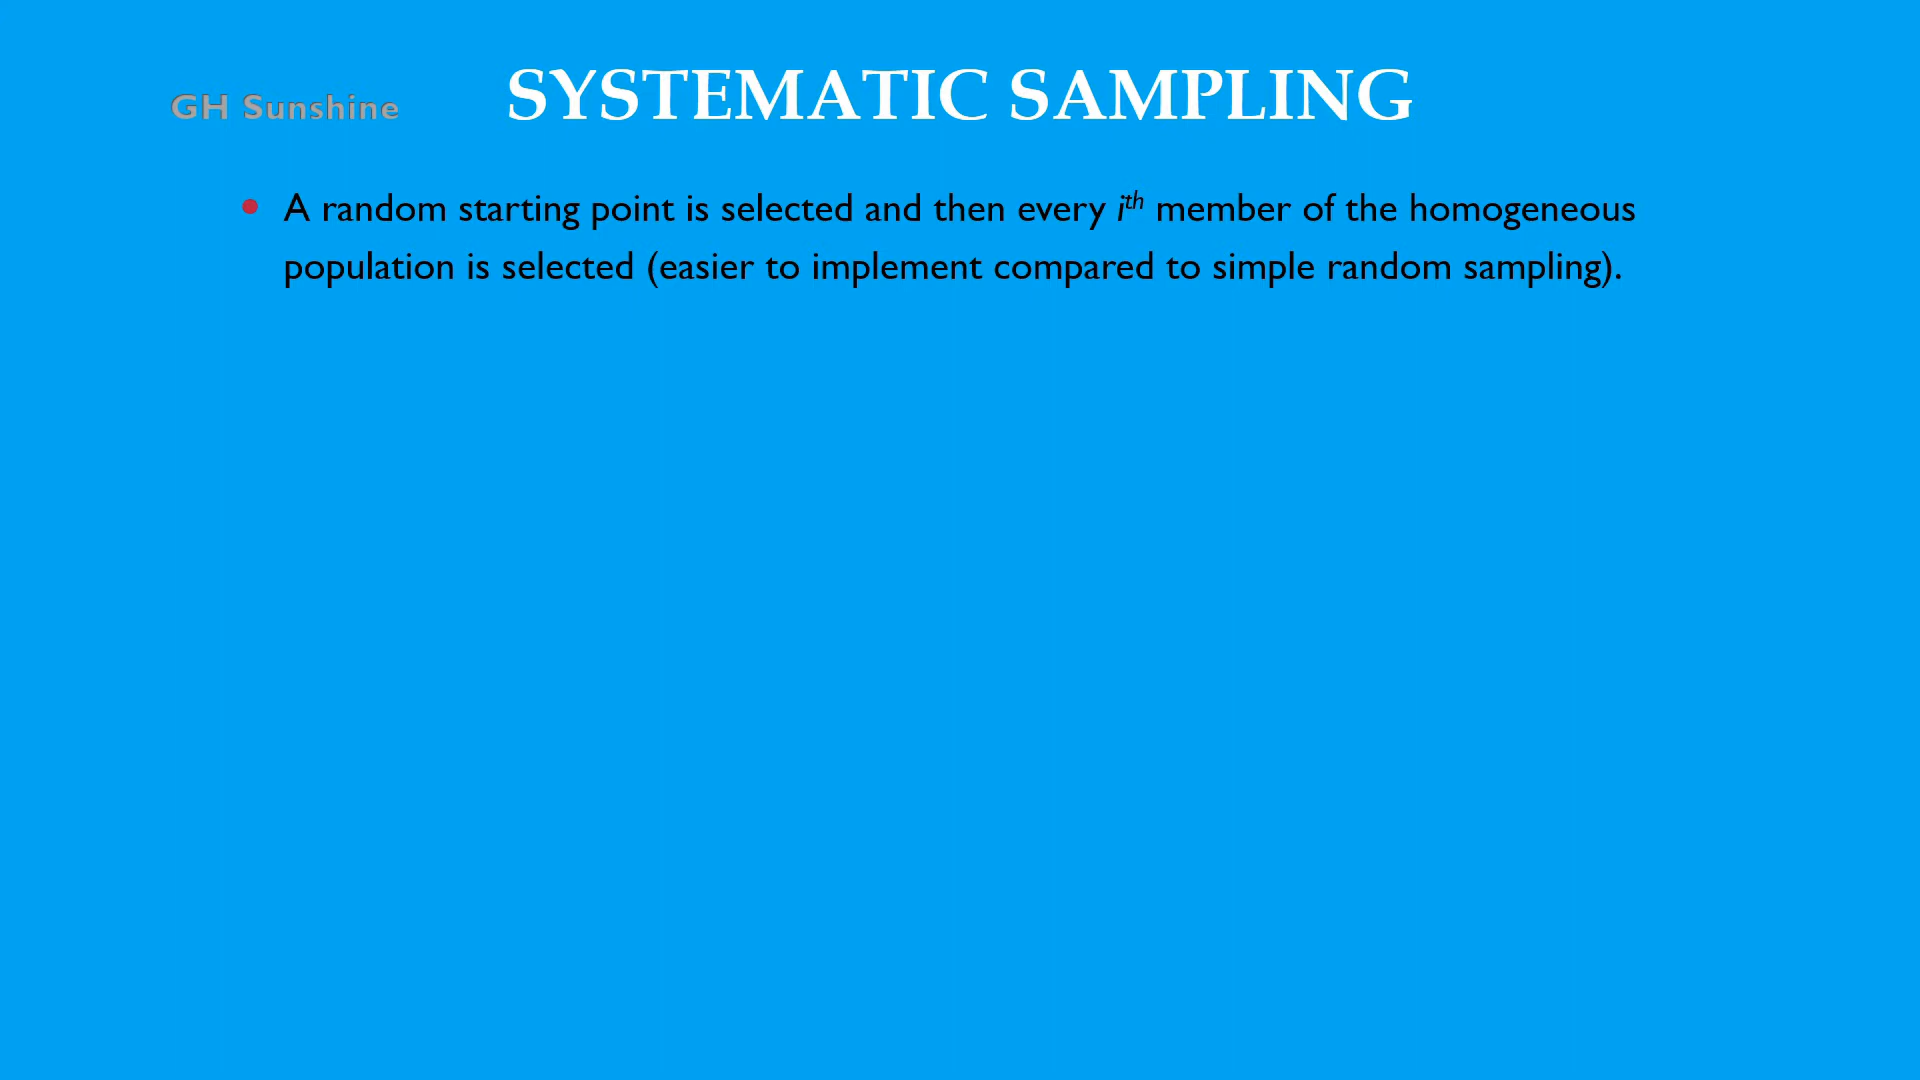 GH Sunshine
SYSTEMATIC SAMPLING
• A random starting point is selected and then every iᵗʰ member of the homogeneous
population is selected (easier to implement compared to simple random sampling).